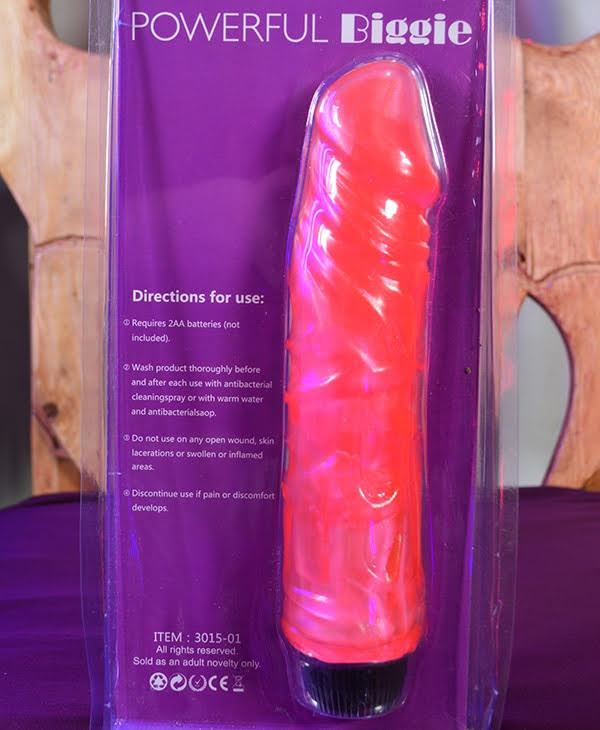 POWERFUL Biggie
Directions for use:
① Requires 2AA batteries (not
included).
② Wash product thoroughly before
and after each use with antibacterial
cleaningspray or with warm water
and antibacterialsaop.
③ Do not use on any open wound, skin
lacerations or swollen or inflamed
areas.
④ Discontinue use if pain or discomfort
develops.
ITEM : 3015-01
All rights reserved.
Sold as an adult novelty only.
CE